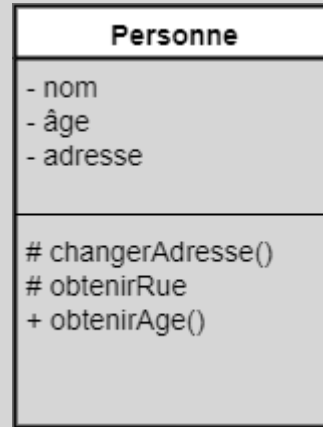 Personne
- nom
- âge
- adresse
# changerAdresse()
# obtenirRue
+ obtenirAge()